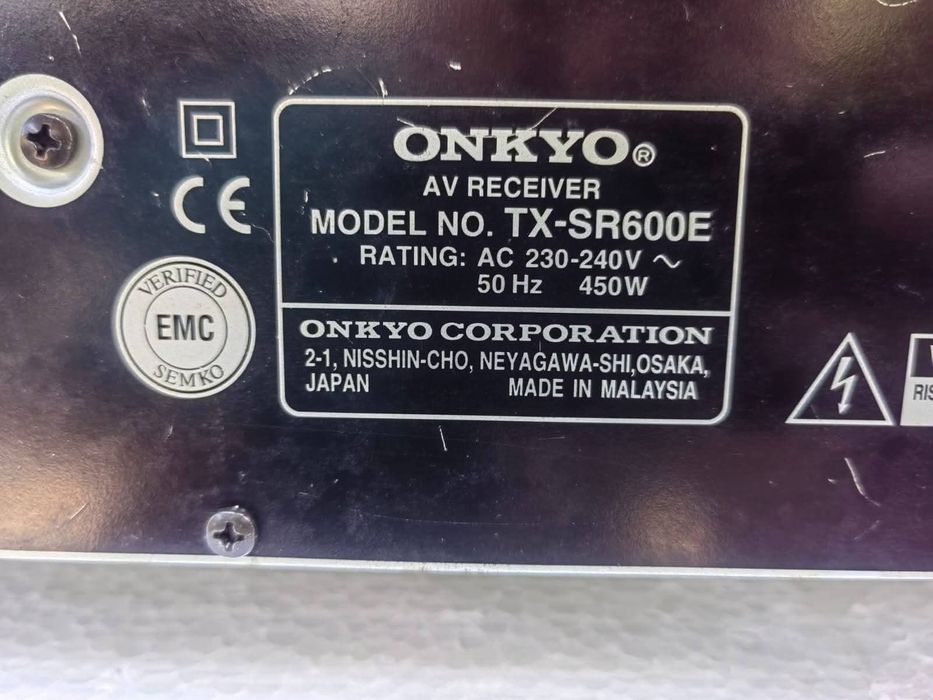 ONKYO®
AV RECEIVER
MODEL NO. TX-SR600E
RATING: AC 230-240V ~
50 Hz 450W
ONKYO CORPORATION
2-1, NISSHIN-CHO, NEYAGAWA-SHI,OSAKA,
JAPAN MADE IN MALAYSIA
CE
VERIFIED
EMC
SEMKO
RIS